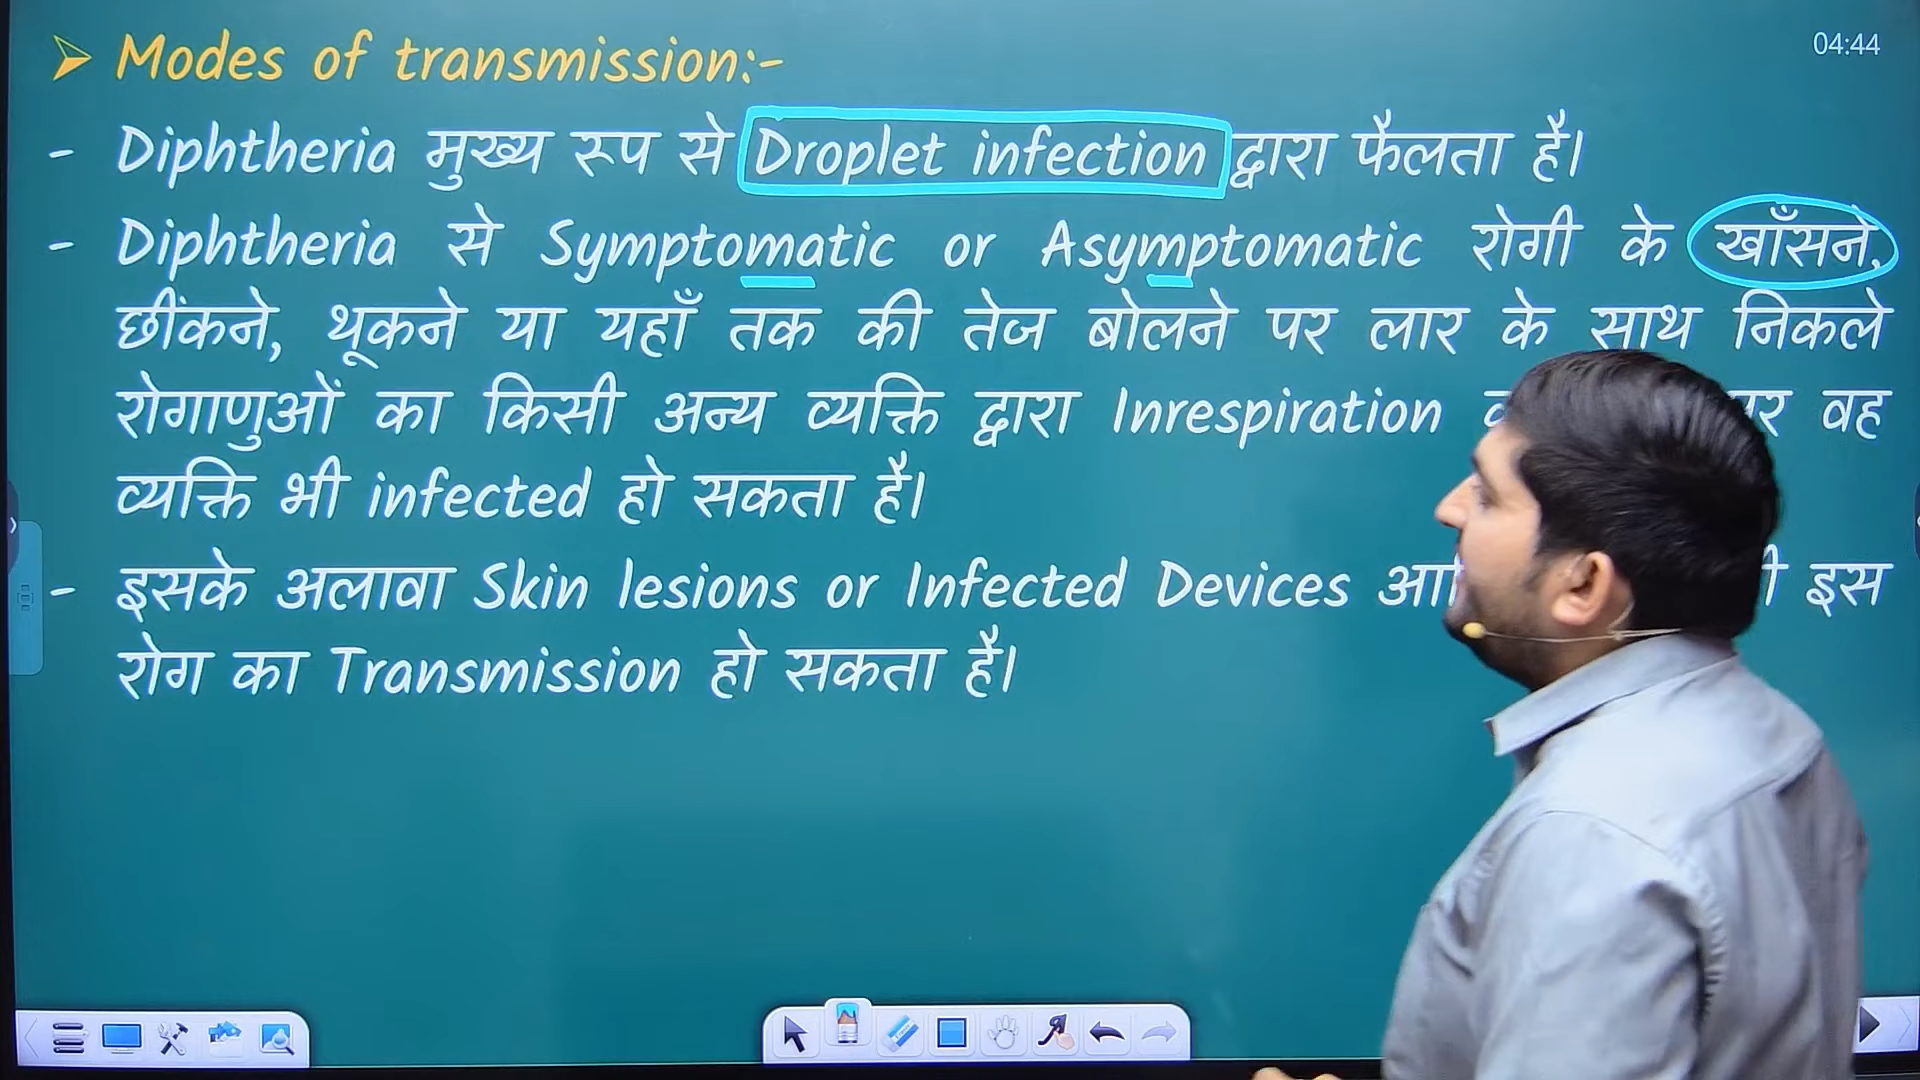 ➢ Modes of transmission:-
04:44
- Diphtheria मुख्य रूप से Droplet infection द्वारा फैलता है।
- Diphtheria से Symptomatic or Asymptomatic रोगी के खाँसने,
छींकने, थूकने या यहाँ तक की तेज बोलने पर लार के साथ निकले
रोगाणुओं का किसी अन्य व्यक्ति द्वारा Inrespiration वह
व्यक्ति भी infected हो सकता है।
- इसके अलावा Skin lesions or Infected Devices इस
रोग का Transmission हो सकता है।